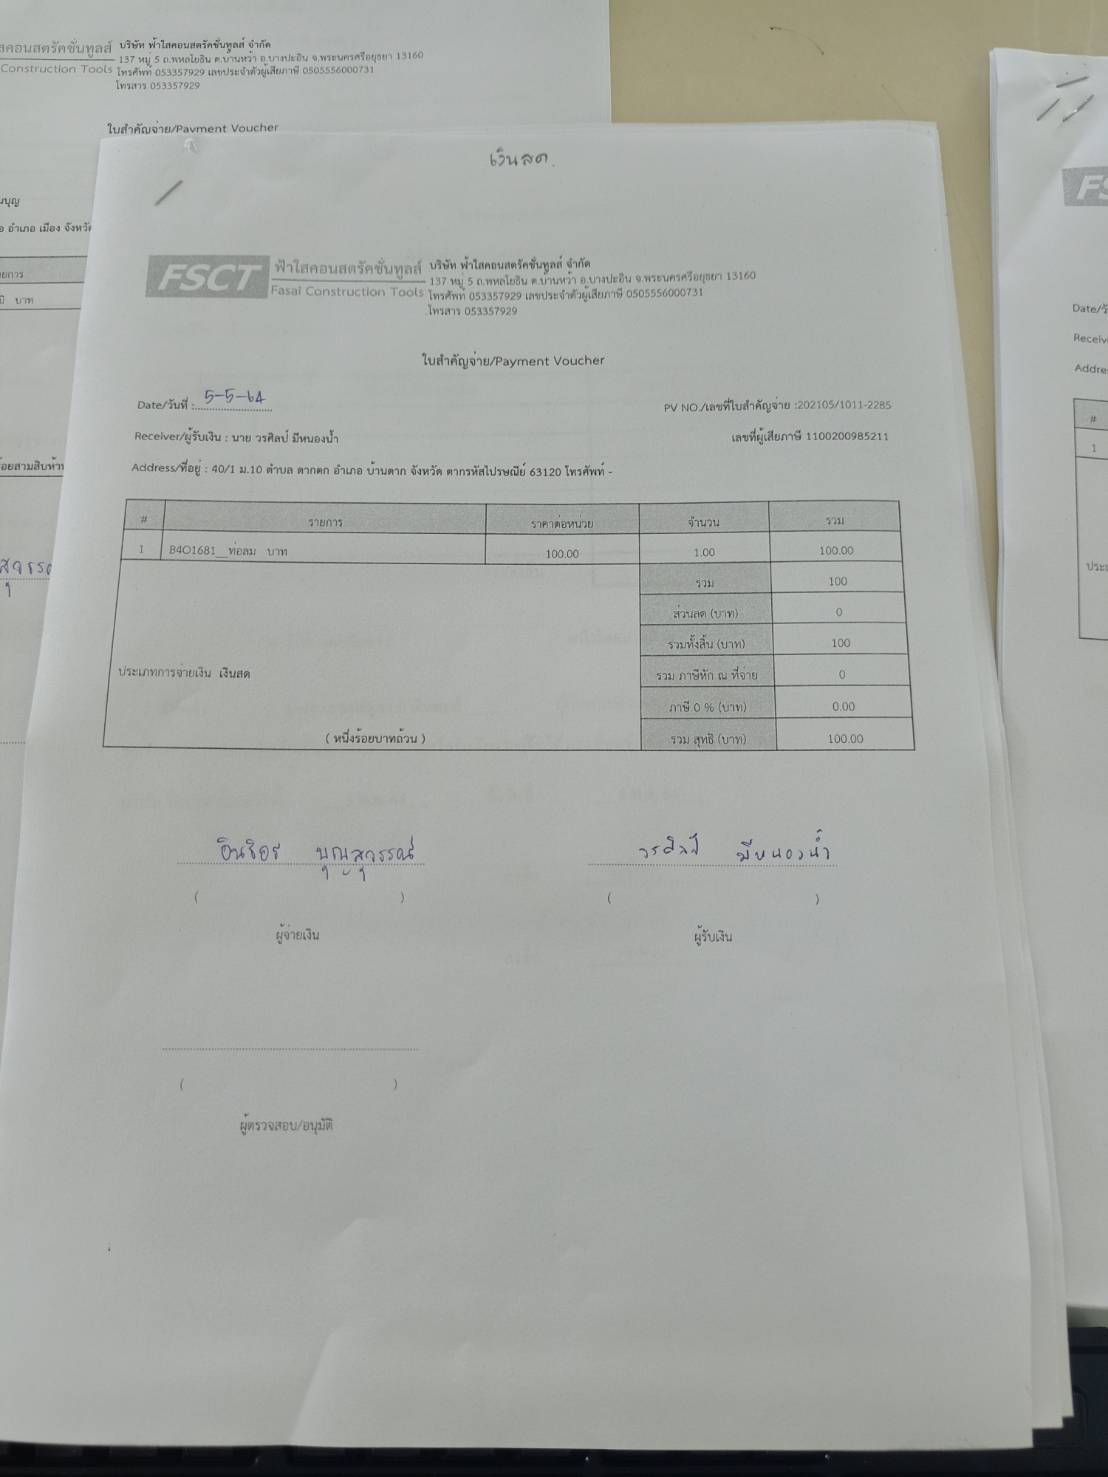 สคอนสตรัคชั่นทูลส์ บริษัท ฟ้าใสคอนสตรัคชั่นทูลส์ จำกัด
137 หมู่ 5 ถ.พหลโยธิน ต.บ้านหว้า อ.บางปะอิน จ.พระนครศรีอยุธยา 13160
Construction Tools โทรศัพท์ 053357929 เลขประจำตัวผู้เสียภาษี 0505556000731
โทรสาร 053357929
ใบสำคัญจ่าย/Payment Voucher
อ อำเภอ เมือง จังหวั
บาท
เงินสด
FSCT ฟ้าใสคอนสตรัคชั่นทูลส์ บริษัท ฟ้าใสคอนสตรัคชั่นทูลส์ จำกัด
137 หมู่ 5 ถ.พหลโยธิน ต.บ้านหว้า อ.บางปะอิน จ.พระนครศรีอยุธยา 13160
Fasai Construction Tools โทรศัพท์ 053357929 เลขประจำตัวผู้เสียภาษี 0505556000731
โทรสาร 053357929
ใบสำคัญจ่าย/Payment Voucher
Date/วันที่ : 5-5-64 PV NO./เลขที่ใบสำคัญจ่าย :202105/1011-2285
Receiver/ผู้รับเงิน : นาย วรศิลป์ มีหนองน้ำ เลขที่ผู้เสียภาษี 1100200985211
Address/ที่อยู่ : 40/1 ม.10 ตำบล ตากตก อำเภอ บ้านตาก จังหวัด ตากรหัสไปรษณีย์ 63120 โทรศัพท์ -
# รายการ ราคาต่อหน่วย จำนวน รวม
1 B4O1681__ท่อลม บาท 100.00 1.00 100.00
รวม 100
ส่วนลด (บาท) 0
รวมทั้งสิ้น (บาท) 100
ประเภทการจ่ายเงิน เงินสด รวม ภาษีหัก ณ ที่จ่าย 0
ภาษี 0 % (บาท) 0.00
( หนึ่งร้อยบาทถ้วน ) รวม สุทธิ (บาท) 100.00
อินธิอร บุญสุวรรณ์ วรศิลป์ มีหนองน้ำ
( ) ( )
ผู้จ่ายเงิน ผู้รับเงิน
( )
ผู้ตรวจสอบ/อนุมัติ
FS
Date/วั
Receiv
Addre
#
1
ประเ